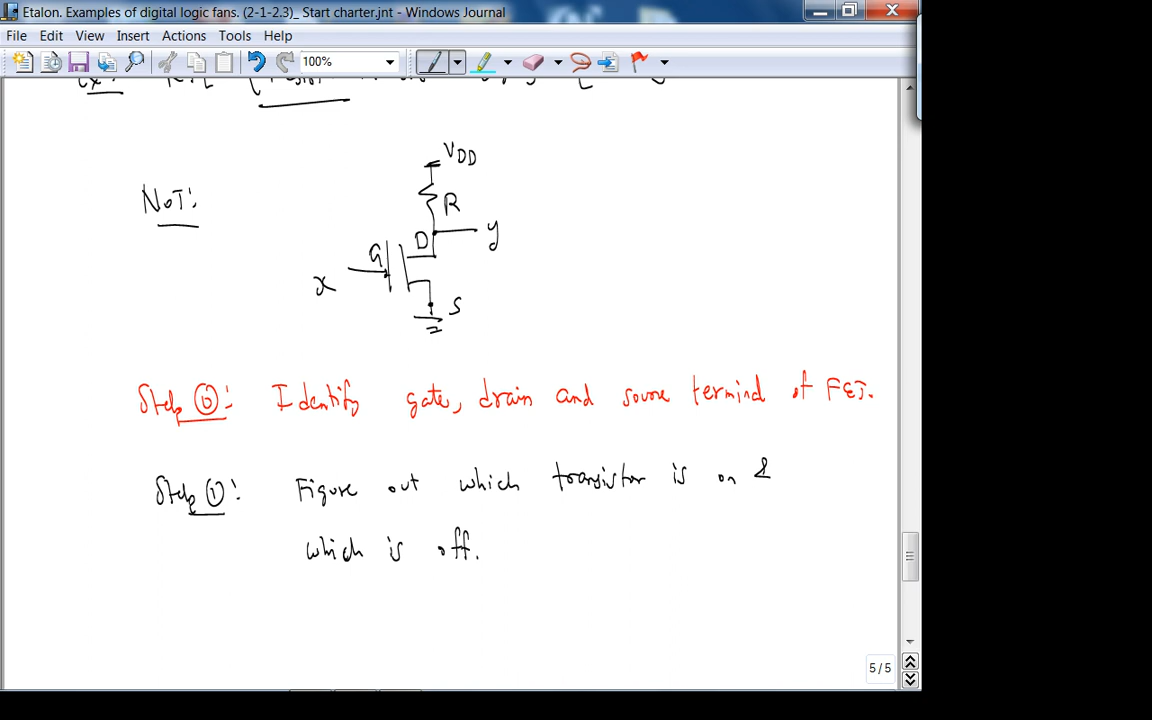 Etalon. Examples of digital logic fans. (2-1-2.3)_ Start charter.jnt - Windows Journal
File Edit View Insert Actions Tools Help
100%
VDD
NOT:
R
D
y
G
x
S
Step 0: Identify gate, drain and sourse termind of FET.
Step 1: Figure out which transistor is on &
which is off.
5 / 5